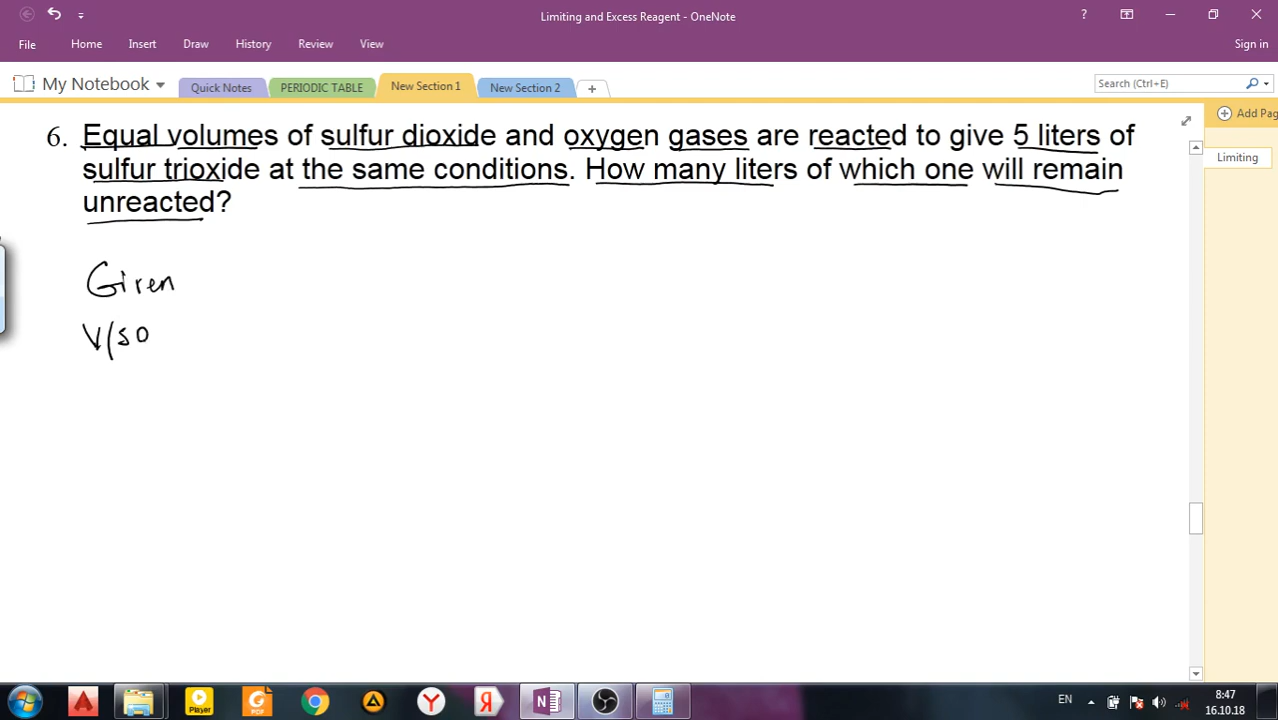 Limiting and Excess Reagent - OneNote
?
File
Home
Insert
Draw
History
Review
View
Sign in
My Notebook
Quick Notes
PERIODIC TABLE
New Section 1
New Section 2
Search (Ctrl+E)
Add Pag
Limiting
6. Equal volumes of sulfur dioxide and oxygen gases are reacted to give 5 liters of
sulfur trioxide at the same conditions. How many liters of which one will remain
unreacted?
Given
V(SO
Player
PDF
Y
Я
N
EN
8:47
16.10.18